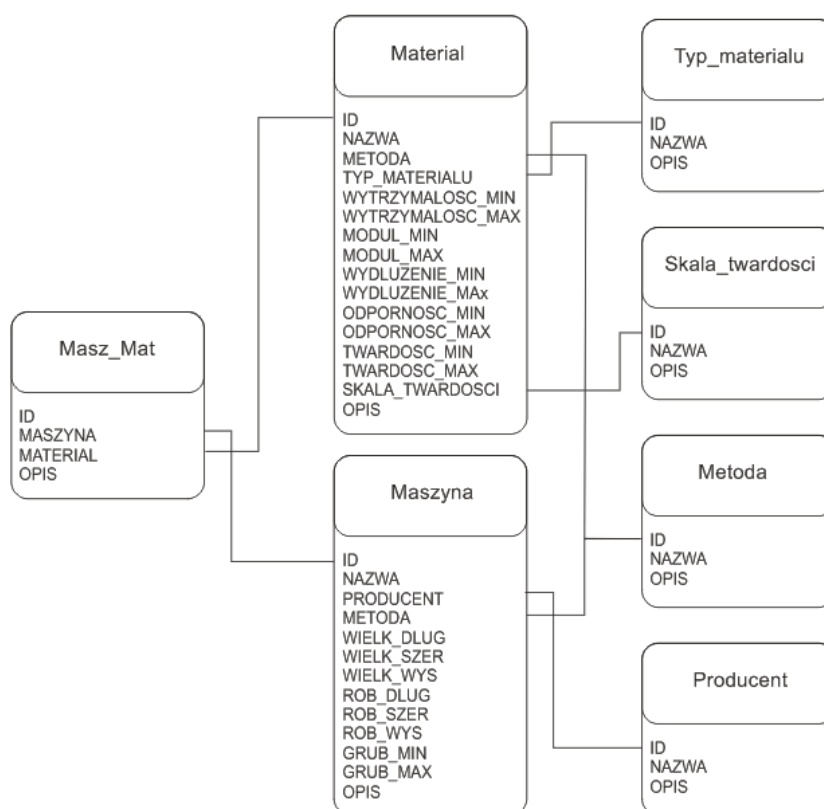 Masz_Mat
ID
MASZYNA
MATERIAL
OPIS
Material
ID
NAZWA
METODA
TYP_MATERIALU
WYTRZYMALOSC_MIN
WYTRZYMALOSC_MAX
MODUL_MIN
MODUL_MAX
WYDLUZENIE_MIN
WYDLUZENIE_MAx
ODPORNOSC_MIN
ODPORNOSC_MAX
TWARDOSC_MIN
TWARDOSC_MAX
SKALA_TWARDOSCI
OPIS
Maszyna
ID
NAZWA
PRODUCENT
METODA
WIELK_DLUG
WIELK_SZER
WIELK_WYS
ROB_DLUG
ROB_SZER
ROB_WYS
GRUB_MIN
GRUB_MAX
OPIS
Typ_materialu
ID
NAZWA
OPIS
Skala_twardosci
ID
NAZWA
OPIS
Metoda
ID
NAZWA
OPIS
Producent
ID
NAZWA
OPIS